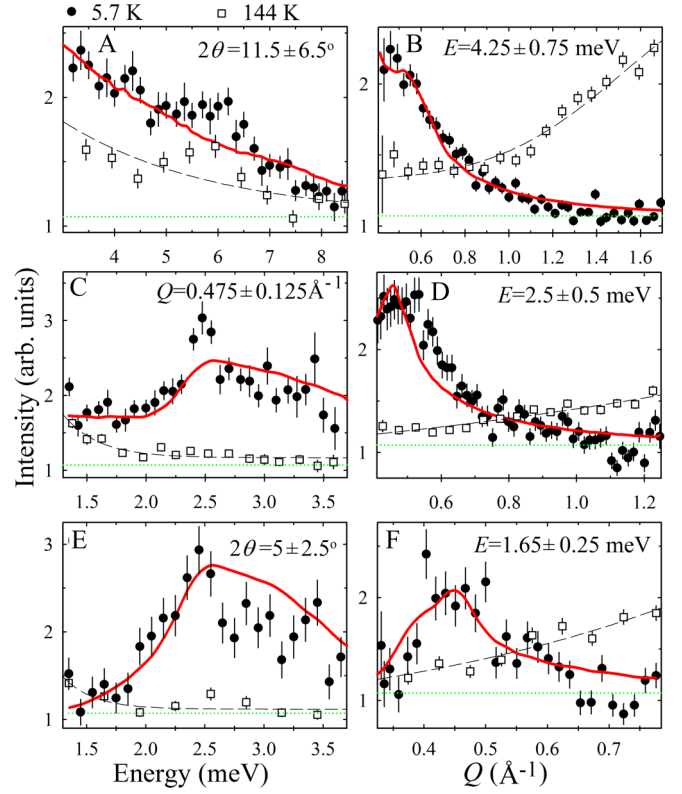 5.7 K 144 K
A 2θ=11.5±6.5°
B E=4.25±0.75 meV
2
1
4 5 6 7 8
2
1
0.6 0.8 1.0 1.2 1.4 1.6
C Q=0.475±0.125Å⁻¹
D E=2.5±0.5 meV
3
2
1
1.5 2.0 2.5 3.0 3.5
2
1
0.6 0.8 1.0 1.2
E 2θ=5±2.5°
F E=1.65±0.25 meV
3
2
1
1.5 2.0 2.5 3.0 3.5
2
1
0.4 0.5 0.6 0.7
Intensity (arb. units)
Energy (meV)
Q (Å⁻¹)